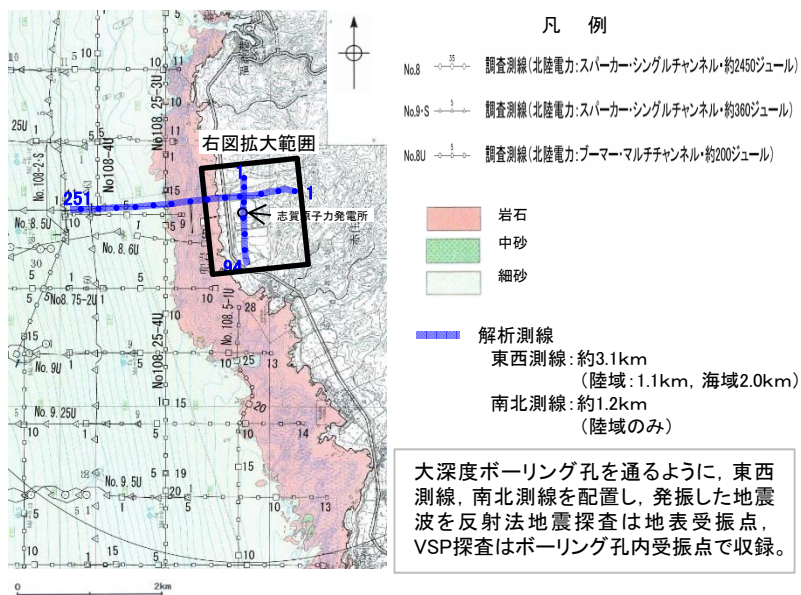 凡 例
No.8 35 調査測線(北陸電力:スパーカー・シングルチャンネル・約2450ジュール)
No.9・S 5 調査測線(北陸電力:スパーカー・シングルチャンネル・約360ジュール)
No.8U 5 調査測線(北陸電力:ブーマー・マルチチャンネル・約200ジュール)
岩石
中砂
細砂
解析測線
東西測線:約3.1km
(陸域:1.1km,海域2.0km)
南北測線:約1.2km
(陸域のみ)
大深度ボーリング孔を通るように,東西
測線,南北測線を配置し,発振した地震
波を反射法地震探査は地表受振点,
VSP探査はボーリング孔内受振点で収録。
右図拡大範囲
志賀原子力発電所
251
1
1
94
No.108-2-S
No108-4U
No108.25-3U
No108.25-4U
No.108.5-1U
25U
No.8.5U
No.8.6U
No8.75-2U
No.9U
No.9.25U
No.9.5U
0 2km